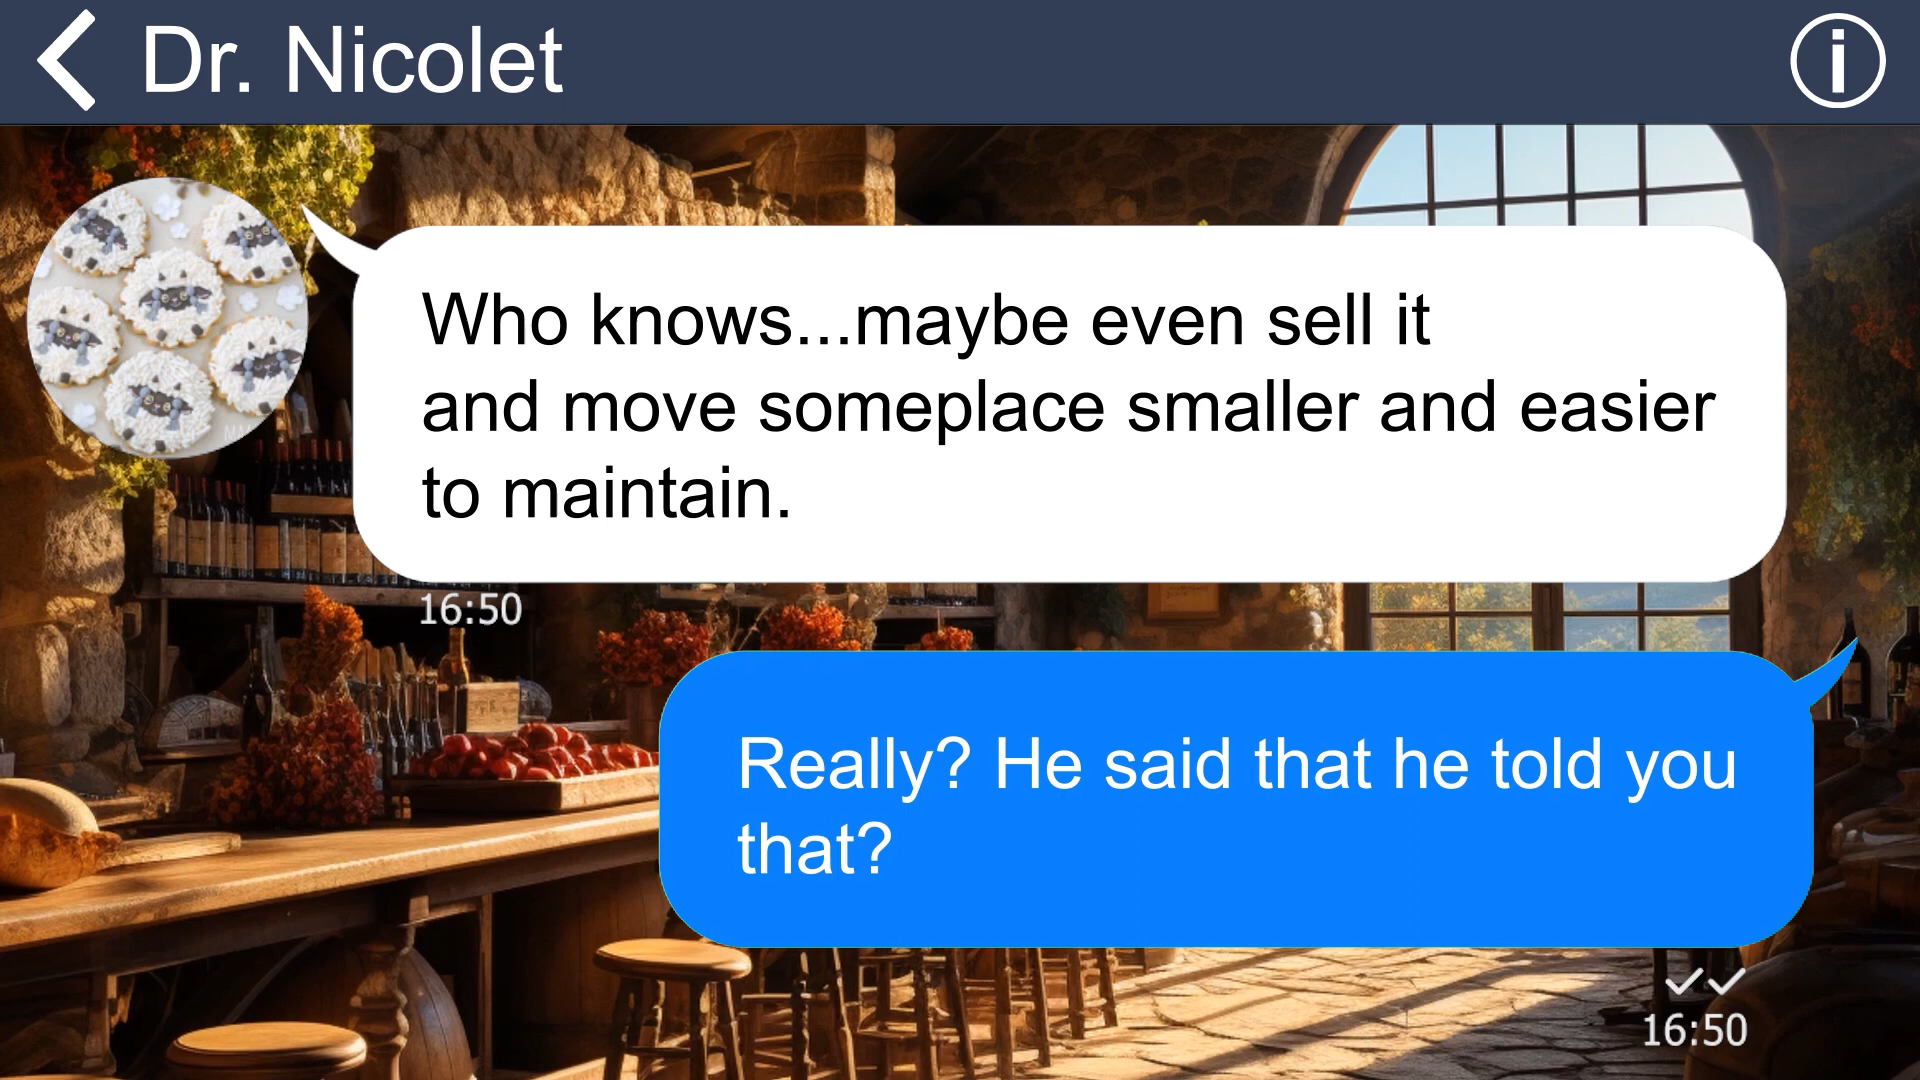 Dr. Nicolet
Who knows...maybe even sell it
and move someplace smaller and easier
to maintain.
16:50
Really? He said that he told you
that?
16:50